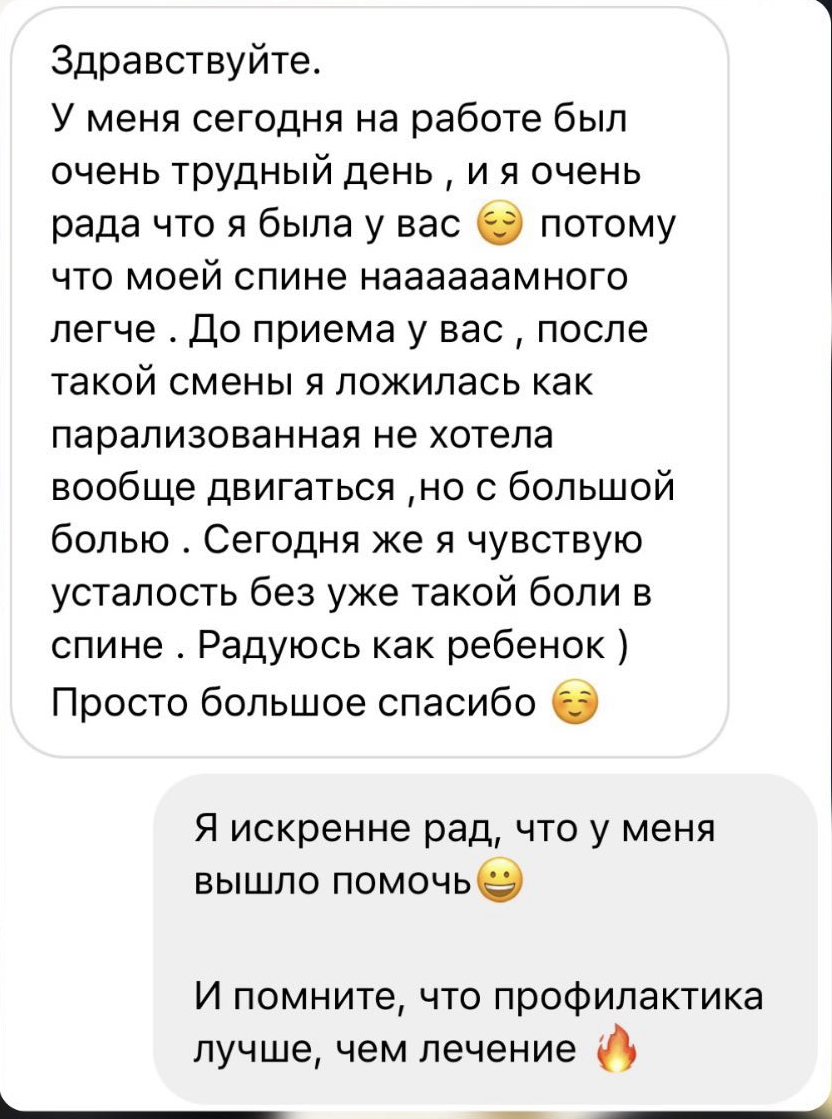 Здравствуйте.
У меня сегодня на работе был
очень трудный день , и я очень
рада что я была у вас 😌 потому
что моей спине наааааамного
легче . До приема у вас , после
такой смены я ложилась как
парализованная не хотела
вообще двигаться ,но с большой
болью . Сегодня же я чувствую
усталость без уже такой боли в
спине . Радуюсь как ребенок )
Просто большое спасибо ☺️
Я искренне рад, что у меня
вышло помочь😀
И помните, что профилактика
лучше, чем лечение 🔥